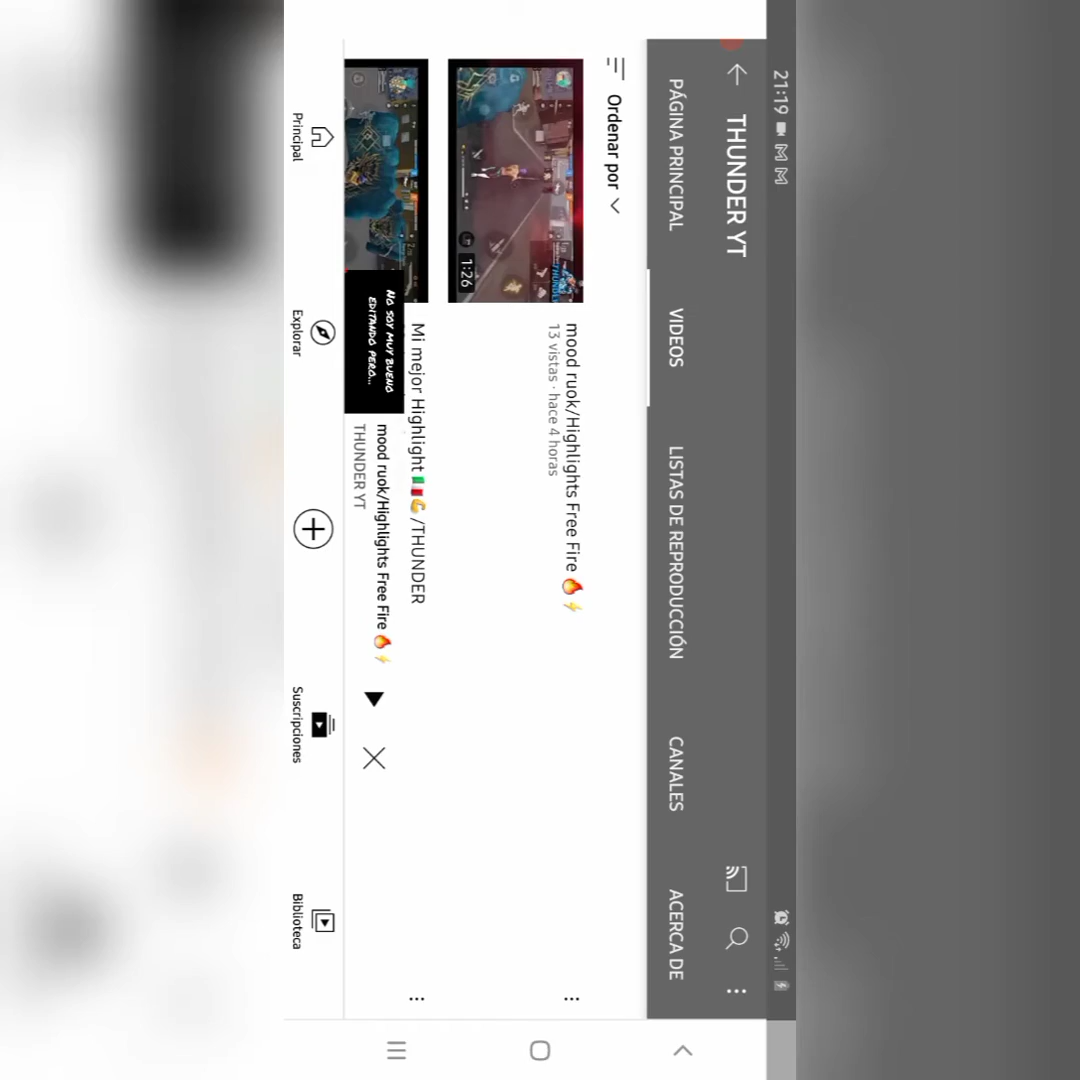 21:19
THUNDER YT
PÁGINA PRINCIPAL
VIDEOS
LISTAS DE REPRODUCCIÓN
CANALES
ACERCA DE
Ordenar por
1:26
mood ruok/Highlights Free Fire 🔥⚡
13 vistas · hace 4 horas
Mi mejor Highlight🇮🇹💪/THUNDER
NO SOY MUY BUENO
EDITANDO PERO...
mood ruok/Highlights Free Fire 🔥⚡
THUNDER YT
Principal
Explorar
Suscripciones
Biblioteca